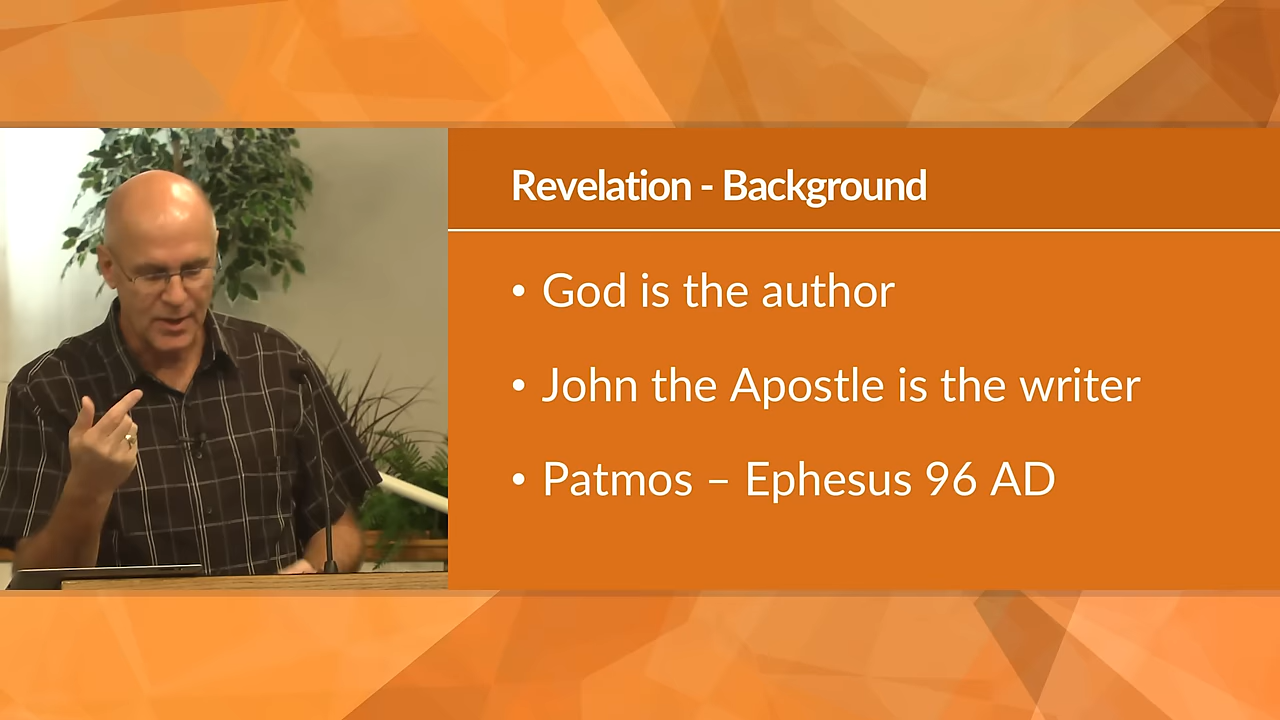 Revelation - Background
• God is the author
• John the Apostle is the writer
• Patmos – Ephesus 96 AD